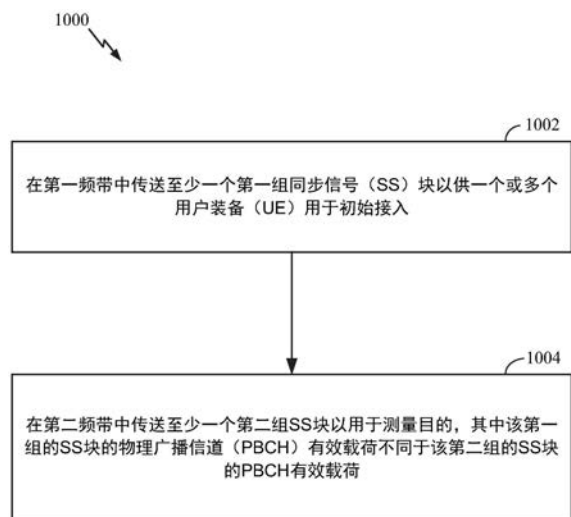 1000
1002
在第一频带中传送至少一个第一组同步信号（SS）块以供一个或多个
用户装备（UE）用于初始接入
1004
在第二频带中传送至少一个第二组SS块以用于测量目的，其中该第一
组的SS块的物理广播信道（PBCH）有效载荷不同于该第二组的SS块
的PBCH有效载荷